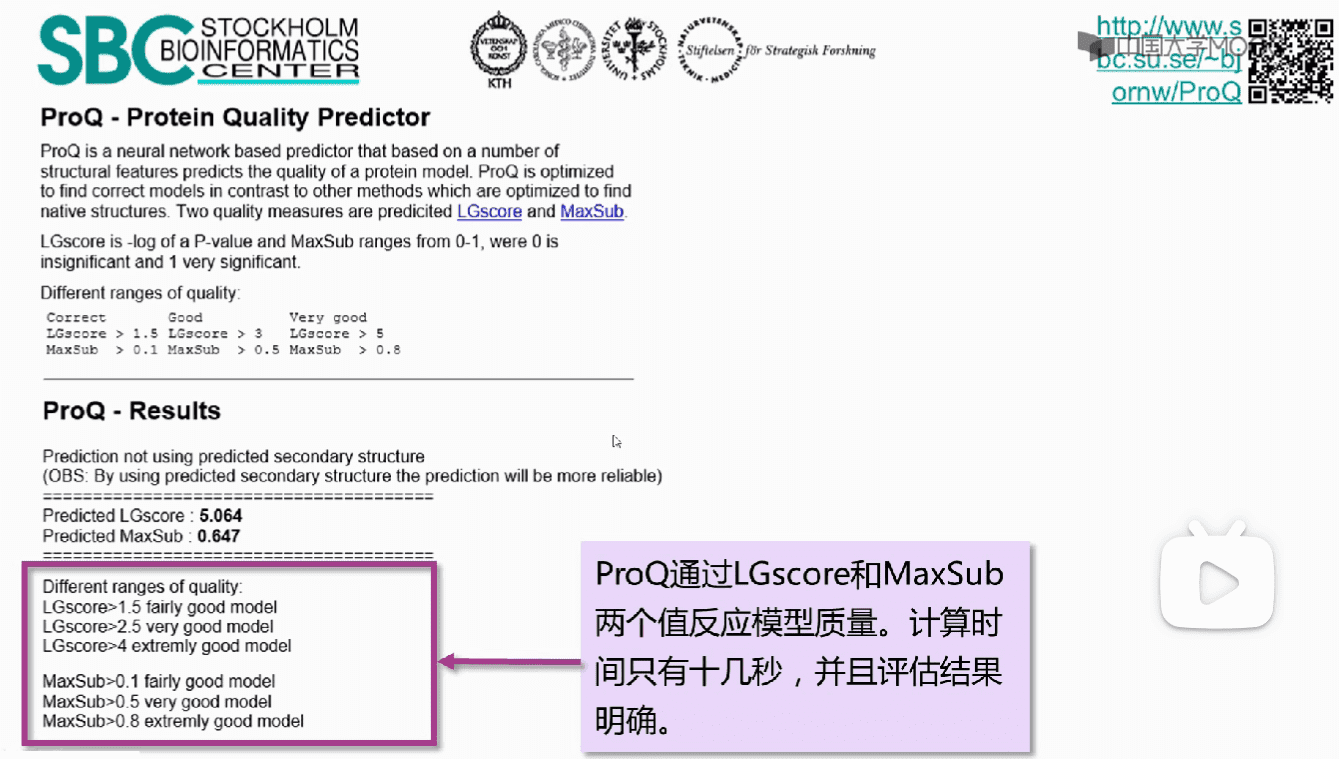 SBC STOCKHOLM
BIOINFORMATICS
CENTER
KTH
VETENSKAP
OCH
KONST
Stiftelsen för Strategisk Forskning
http://www.s
bc.su.se/~bj
ornw/ProQ
中国大学MO
ProQ - Protein Quality Predictor
ProQ is a neural network based predictor that based on a number of
structural features predicts the quality of a protein model. ProQ is optimized
to find correct models in contrast to other methods which are optimized to find
native structures. Two quality measures are predicited LGscore and MaxSub.
LGscore is -log of a P-value and MaxSub ranges from 0-1, were 0 is
insignificant and 1 very significant.
Different ranges of quality:
Correct Good Very good
LGscore > 1.5 LGscore > 3 LGscore > 5
MaxSub > 0.1 MaxSub > 0.5 MaxSub > 0.8
ProQ - Results
Prediction not using predicted secondary structure
(OBS: By using predicted secondary structure the prediction will be more reliable)
=======================================
Predicted LGscore : 5.064
Predicted MaxSub : 0.647
=======================================
Different ranges of quality:
LGscore>1.5 fairly good model
LGscore>2.5 very good model
LGscore>4 extremly good model
MaxSub>0.1 fairly good model
MaxSub>0.5 very good model
MaxSub>0.8 extremly good model
ProQ通过LGscore和MaxSub
两个值反应模型质量。计算时
间只有十几秒，并且评估结果
明确。